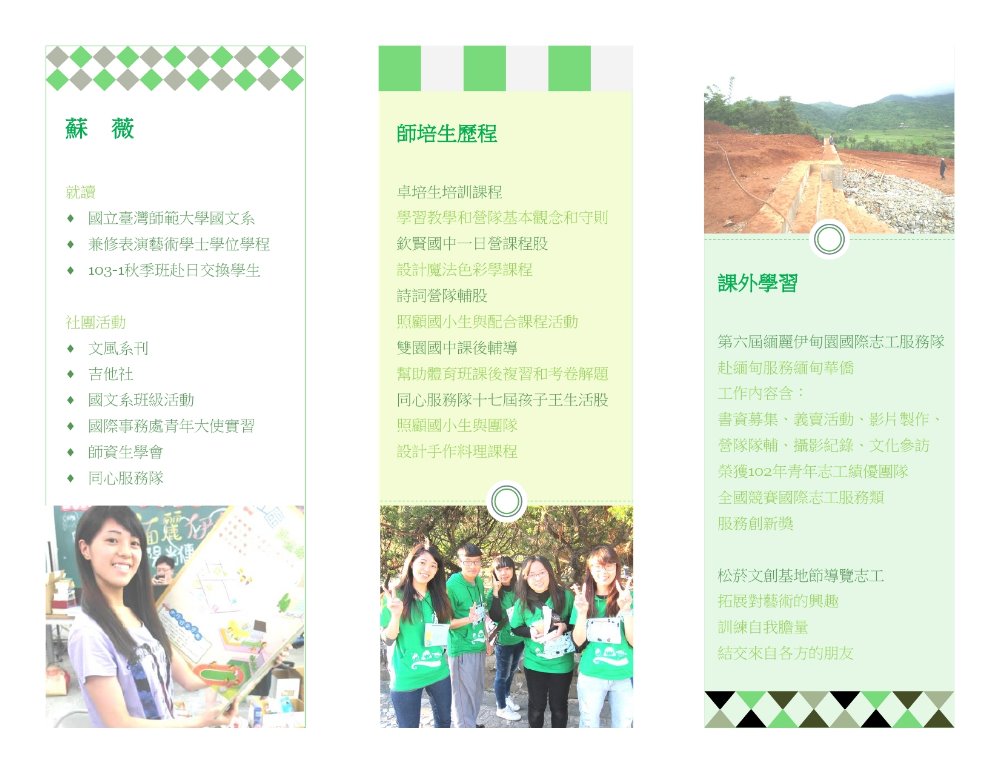 蘇 薇
就讀
國立臺灣師範大學國文系
兼修表演藝術學士學位學程
103-1秋季班赴日交換學生
社團活動
文風系刊
吉他社
國文系班級活動
國際事務處青年大使實習
師資生學會
同心服務隊
師培生歷程
卓培生培訓課程
學習教學和營隊基本觀念和守則
欽賢國中一日營課程股
設計魔法色彩學課程
詩詞營隊輔股
照顧國小生與配合課程活動
雙園國中課後輔導
幫助體育班課後複習和考卷解題
同心服務隊十七屆孩子王生活股
照顧國小生與團隊
設計手作料理課程
課外學習
第六屆緬麗伊甸園國際志工服務隊
赴緬甸服務緬甸華僑
工作內容含：
書資募集、義賣活動、影片製作、
營隊隊輔、攝影紀錄、文化參訪
榮獲102年青年志工績優團隊
全國競賽國際志工服務類
服務創新獎
松菸文創基地節導覽志工
拓展對藝術的興趣
訓練自我膽量
結交來自各方的朋友